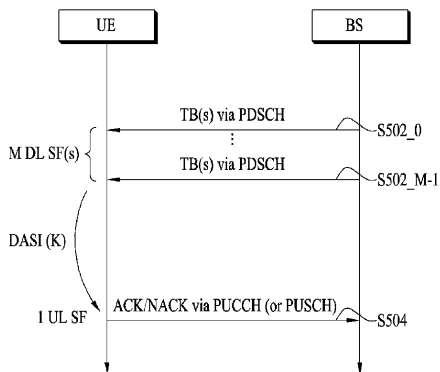 UE
BS
TB(s) via PDSCH
S502_0
M DL SF(s)
TB(s) via PDSCH
S502_M-1
DASI (K)
ACK/NACK via PUCCH (or PUSCH)
1 UL SF
S504